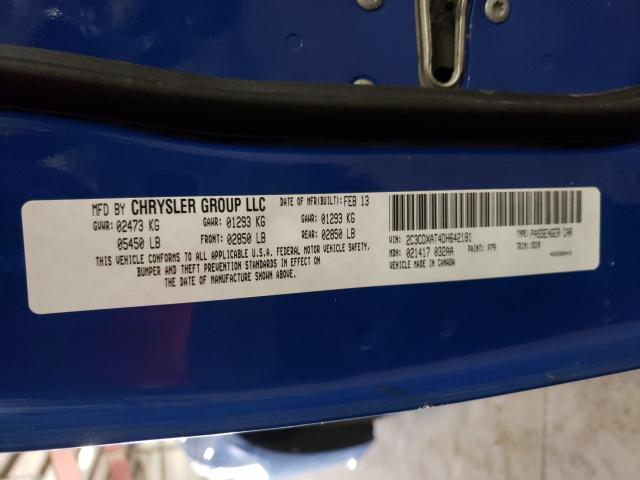 MFD BY CHRYSLER GROUP LLC DATE OF MFR(BUILT): FEB 13
GVWR: 02473 KG GAWR: 01293 KG GAWR: 01293 KG
05450 LB FRONT: 02850 LB REAR: 02850 LB
THIS VEHICLE CONFORMS TO ALL APPLICABLE U.S.A. FEDERAL MOTOR VEHICLE SAFETY,
BUMPER AND THEFT PREVENTION STANDARDS IN EFFECT ON
THE DATE OF MANUFACTURE SHOWN ABOVE.
VIN: 2C3CDXAT4DH642181 TYPE: PASSENGER CAR
MDH: 021417 032AA PAINT: TRIM:
VEHICLE MADE IN CANADA